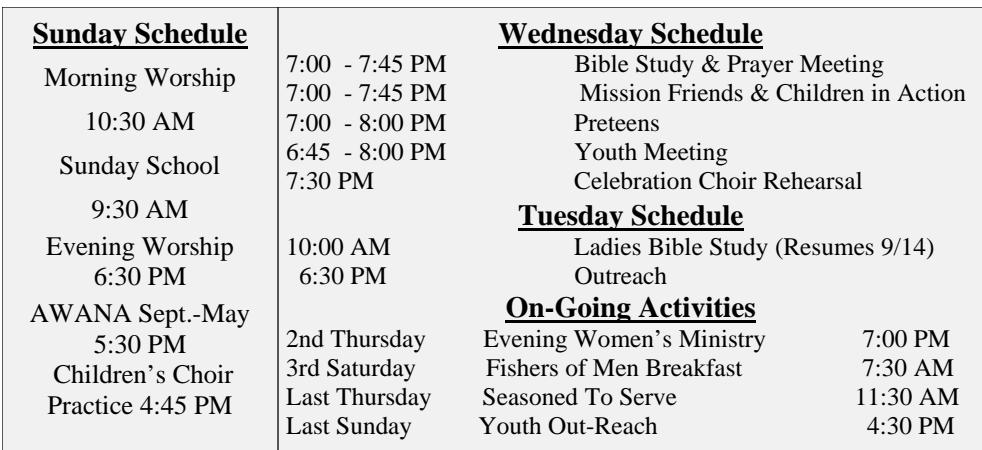 Sunday Schedule
Morning Worship
10:30 AM
Sunday School
9:30 AM
Evening Worship
6:30 PM
AWANA Sept.-May
5:30 PM
Children's Choir
Practice 4:45 PM
Wednesday Schedule
7:00 - 7:45 PM Bible Study & Prayer Meeting
7:00 - 7:45 PM Mission Friends & Children in Action
7:00 - 8:00 PM Preteens
6:45 - 8:00 PM Youth Meeting
7:30 PM Celebration Choir Rehearsal
Tuesday Schedule
10:00 AM Ladies Bible Study (Resumes 9/14)
6:30 PM Outreach
On-Going Activities
2nd Thursday Evening Women's Ministry 7:00 PM
3rd Saturday Fishers of Men Breakfast 7:30 AM
Last Thursday Seasoned To Serve 11:30 AM
Last Sunday Youth Out-Reach 4:30 PM